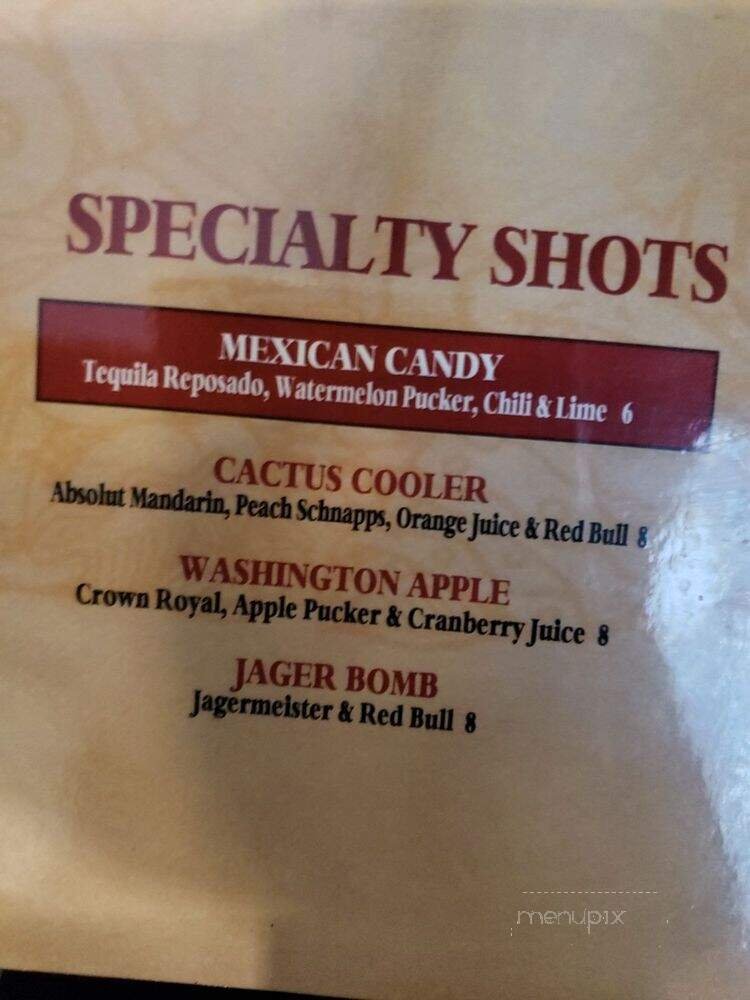 SPECIALTY SHOTS
MEXICAN CANDY
Tequila Reposado, Watermelon Pucker, Chili & Lime 6
CACTUS COOLER
Absolut Mandarin, Peach Schnapps, Orange Juice & Red Bull 8
WASHINGTON APPLE
Crown Royal, Apple Pucker & Cranberry Juice 8
JAGER BOMB
Jagermeister & Red Bull 8
menupix